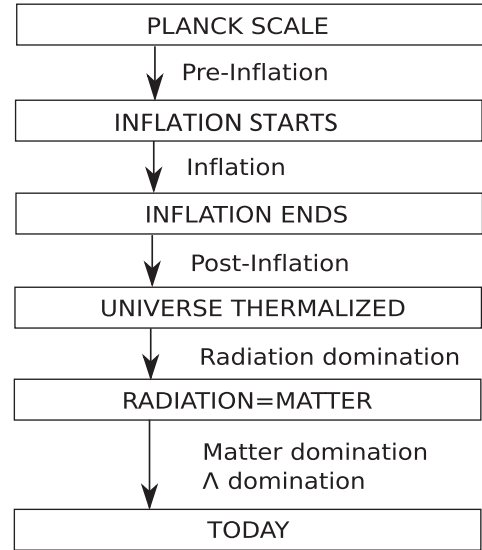 PLANCK SCALE
Pre-Inflation
INFLATION STARTS
Inflation
INFLATION ENDS
Post-Inflation
UNIVERSE THERMALIZED
Radiation domination
RADIATION=MATTER
Matter domination
Λ domination
TODAY